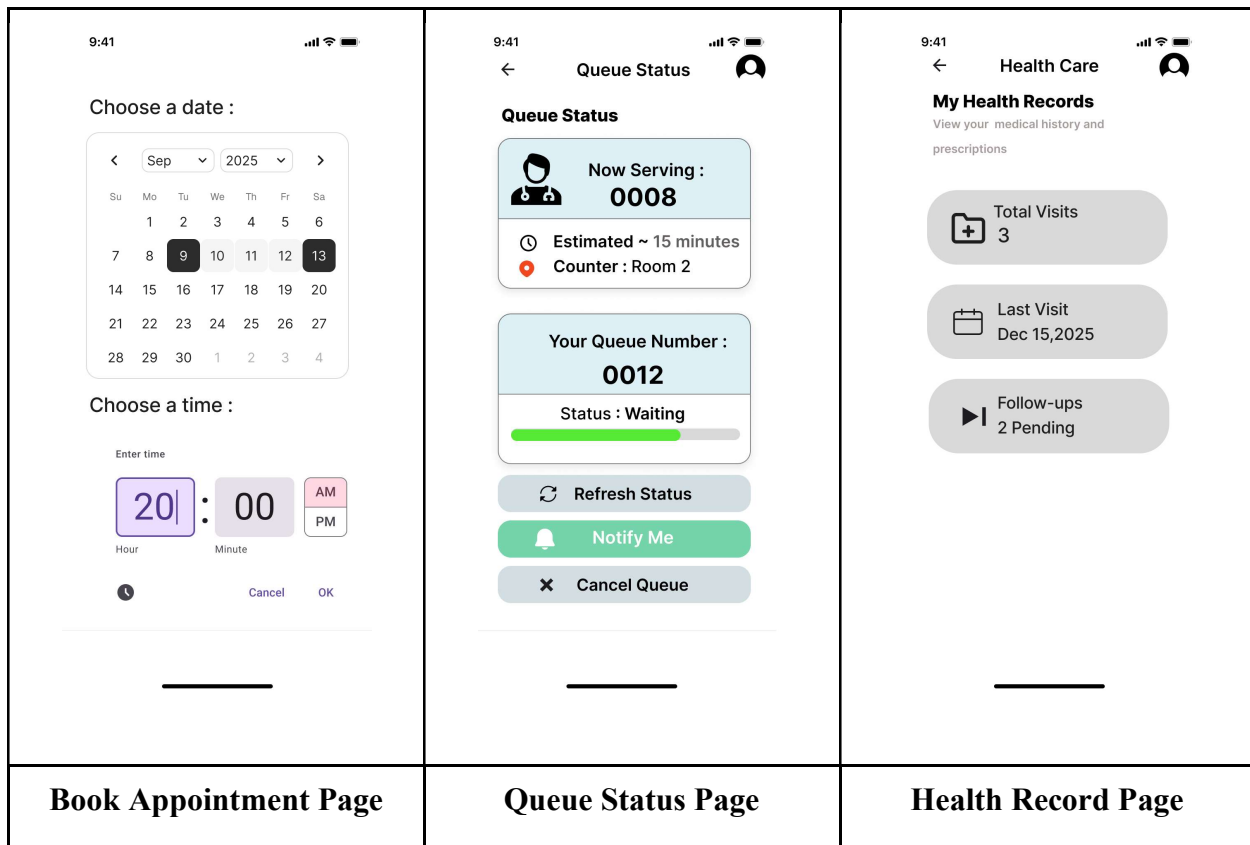 9:41
Choose a date :
Sep 2025
Su Mo Tu We Th Fr Sa
1 2 3 4 5 6
7 8 9 10 11 12 13
14 15 16 17 18 19 20
21 22 23 24 25 26 27
28 29 30 1 2 3 4
Choose a time :
Enter time
20 : 00 AM
PM
Hour Minute
Cancel OK
Book Appointment Page
9:41
Queue Status
Queue Status
Now Serving :
0008
Estimated ~ 15 minutes
Counter : Room 2
Your Queue Number :
0012
Status : Waiting
Refresh Status
Notify Me
Cancel Queue
Queue Status Page
9:41
Health Care
My Health Records
View your medical history and
prescriptions
Total Visits
3
Last Visit
Dec 15,2025
Follow-ups
2 Pending
Health Record Page